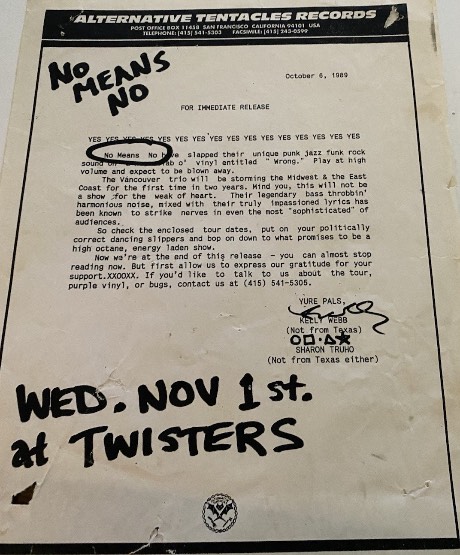 ALTERNATIVE TENTACLES RECORDS
POST OFFICE BOX 11458 SAN FRANCISCO CALIFORNIA 94101 USA
TELEPHONE: (415) 541-5303 FACSIMILE: (415) 243-0599
NO
MEANS
NO
October 6, 1989
FOR IMMEDIATE RELEASE
YES YES YES YES YES YES YES YES YES YES YES YES
No Means No have slapped their unique punk jazz funk rock
sound on o' vinyl entitled " Wrong." Play at high
volume and expect to be blown away.
The Vancouver trio will be storming the Midwest & the East
Coast for the first time in two years. Mind you, this will not be
a show for the weak of heart. Their legendary bass throbbin'
harmonious noise, mixed with their truly impassioned lyrics has
been known to strike nerves in even the most "sophisticated" of
audiences.
So check the enclosed tour dates, put on your politically
correct dancing slippers and bop on down to what promises to be a
high octane, energy laden show.
Now we're at the end of this release - you can almost stop
reading now. But first allow us to express our gratitude for your
support.XXOOXX. If you'd like to talk to us about the tour,
purple vinyl, or bugs, contact us at (415) 541-5305.
YURE PALS,
KELLY WEBB
(Not from Texas)
SHARON TRUHO
(Not from Texas either)
WED. NOV 1st.
at TWISTERS